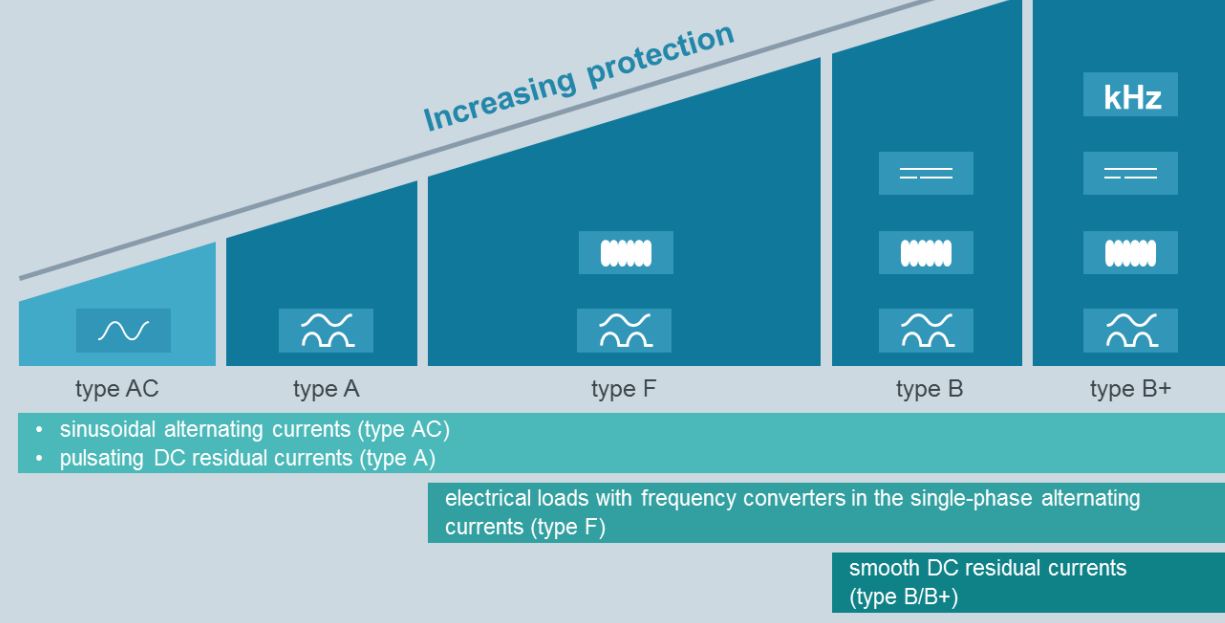 Increasing protection
kHz
type AC
type A
type F
type B
type B+
• sinusoidal alternating currents (type AC)
• pulsating DC residual currents (type A)
electrical loads with frequency converters in the single-phase alternating
currents (type F)
smooth DC residual currents
(type B/B+)